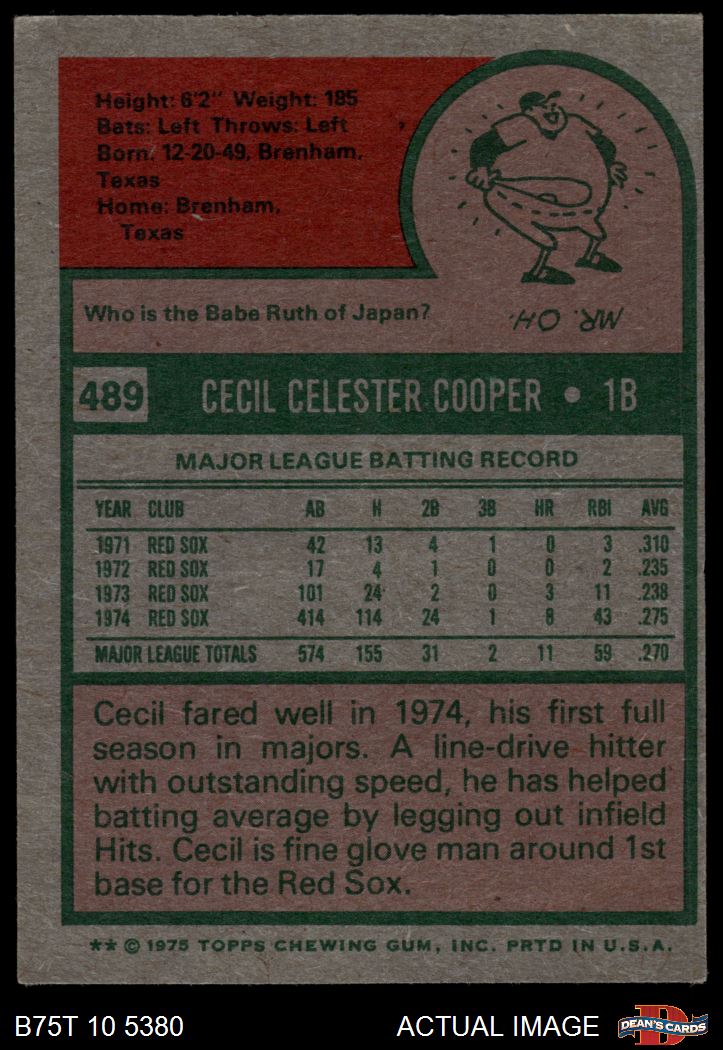 Height: 6'2" Weight: 185
Bats: Left Throws: Left
Born: 12-20-49, Brenham,
Texas
Home: Brenham,
Texas
Who is the Babe Ruth of Japan?
MR. OH.
489 CECIL CELESTER COOPER • 1B
MAJOR LEAGUE BATTING RECORD
YEAR CLUB AB H 2B 3B HR RBI AVG
1971 RED SOX 42 13 4 1 0 3 .310
1972 RED SOX 17 4 1 0 0 2 .235
1973 RED SOX 101 24 2 0 3 11 .238
1974 RED SOX 414 114 24 1 8 43 .275
MAJOR LEAGUE TOTALS 574 155 31 2 11 59 .270
Cecil fared well in 1974, his first full
season in majors. A line-drive hitter
with outstanding speed, he has helped
batting average by legging out infield
Hits. Cecil is fine glove man around 1st
base for the Red Sox.
** © 1975 TOPPS CHEWING GUM, INC. PRTD IN U.S.A.
B75T 10 5380 ACTUAL IMAGE D DEAN'S CARDS